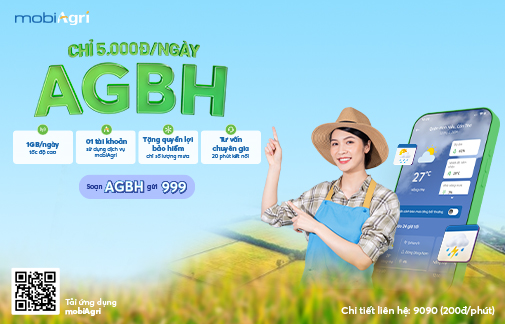 mobiAgri
CHỈ 5.000Đ/NGÀY
AGBH
1GB/ngày
tốc độ cao
01 tài khoản
sử dụng dịch vụ
mobiAgri
Tặng quyền lợi
bảo hiểm
chỉ số lượng mưa
Tư vấn
chuyên gia
20 phút kết nối
Soạn AGBH gửi 999
27°C
Tải ứng dụng
mobiAgri
Chi tiết liên hệ: 9090 (200đ/phút)